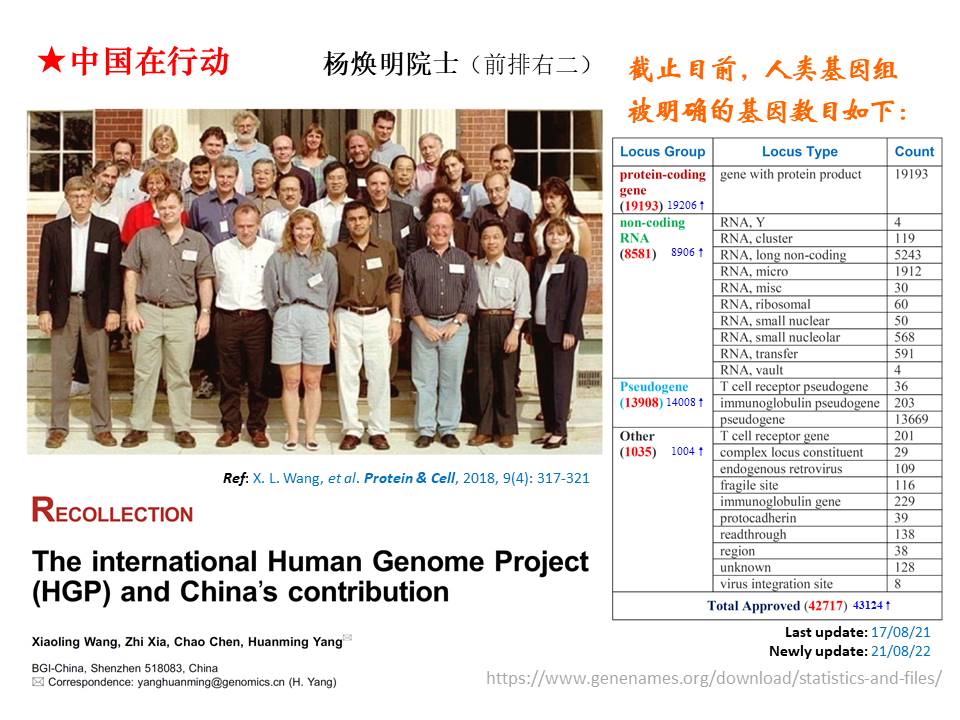 ★中国在行动
杨焕明院士（前排右二）
截止目前，人类基因组
被明确的基因数目如下：
Locus Group Locus Type Count
protein-coding gene (19193) 19206↑ gene with protein product 19193
non-coding RNA (8581) 8906↑ RNA, Y 4
RNA, cluster 119
RNA, long non-coding 5243
RNA, micro 1912
RNA, misc 30
RNA, ribosomal 60
RNA, small nuclear 50
RNA, small nucleolar 568
RNA, transfer 591
RNA, vault 4
Pseudogene (13908) 14008↑ T cell receptor pseudogene 36
immunoglobulin pseudogene 203
pseudogene 13669
Other (1035) 1004↑ T cell receptor gene 201
complex locus constituent 29
endogenous retrovirus 109
fragile site 116
immunoglobulin gene 229
protocadherin 39
readthrough 138
region 38
unknown 128
virus integration site 8
Total Approved (42717) 43124↑
Last update: 17/08/21
Newly update: 21/08/22
https://www.genenames.org/download/statistics-and-files/
Ref: X. L. Wang, et al. Protein & Cell, 2018, 9(4): 317-321
RECOLLECTION
The international Human Genome Project
(HGP) and China's contribution
Xiaoling Wang, Zhi Xia, Chao Chen, Huanming Yang✉
BGI-China, Shenzhen 518083, China
✉ Correspondence: yanghuanming@genomics.cn (H. Yang)